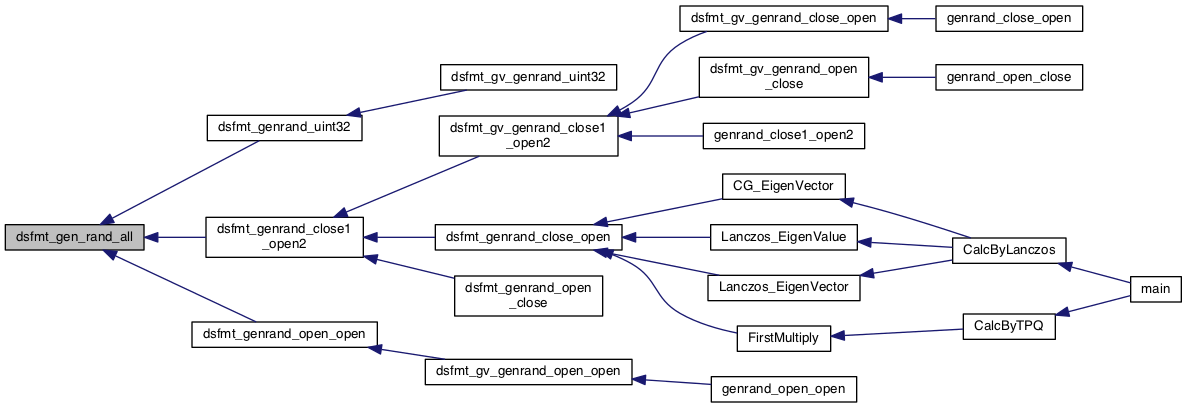 dsfmt_gv_genrand_close_open
genrand_close_open
dsfmt_gv_genrand_uint32
dsfmt_gv_genrand_open
_close
genrand_open_close
dsfmt_genrand_uint32
dsfmt_gv_genrand_close1
_open2
genrand_close1_open2
CG_EigenVector
dsfmt_gen_rand_all
dsfmt_genrand_close1
_open2
dsfmt_genrand_close_open
Lanczos_EigenValue
CalcByLanczos
dsfmt_genrand_open
_close
Lanczos_EigenVector
main
dsfmt_genrand_open_open
FirstMultiply
CalcByTPQ
dsfmt_gv_genrand_open_open
genrand_open_open